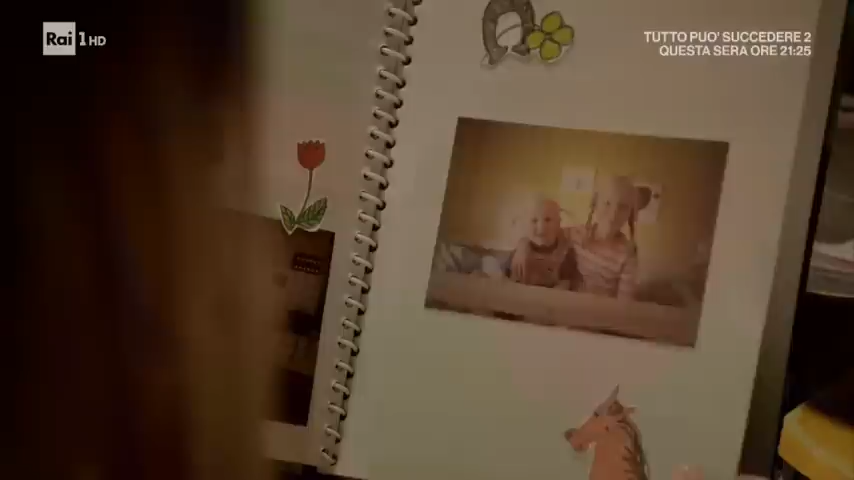 Rai 1 HD
TUTTO PUO' SUCCEDERE 2
QUESTA SERA ORE 21:25